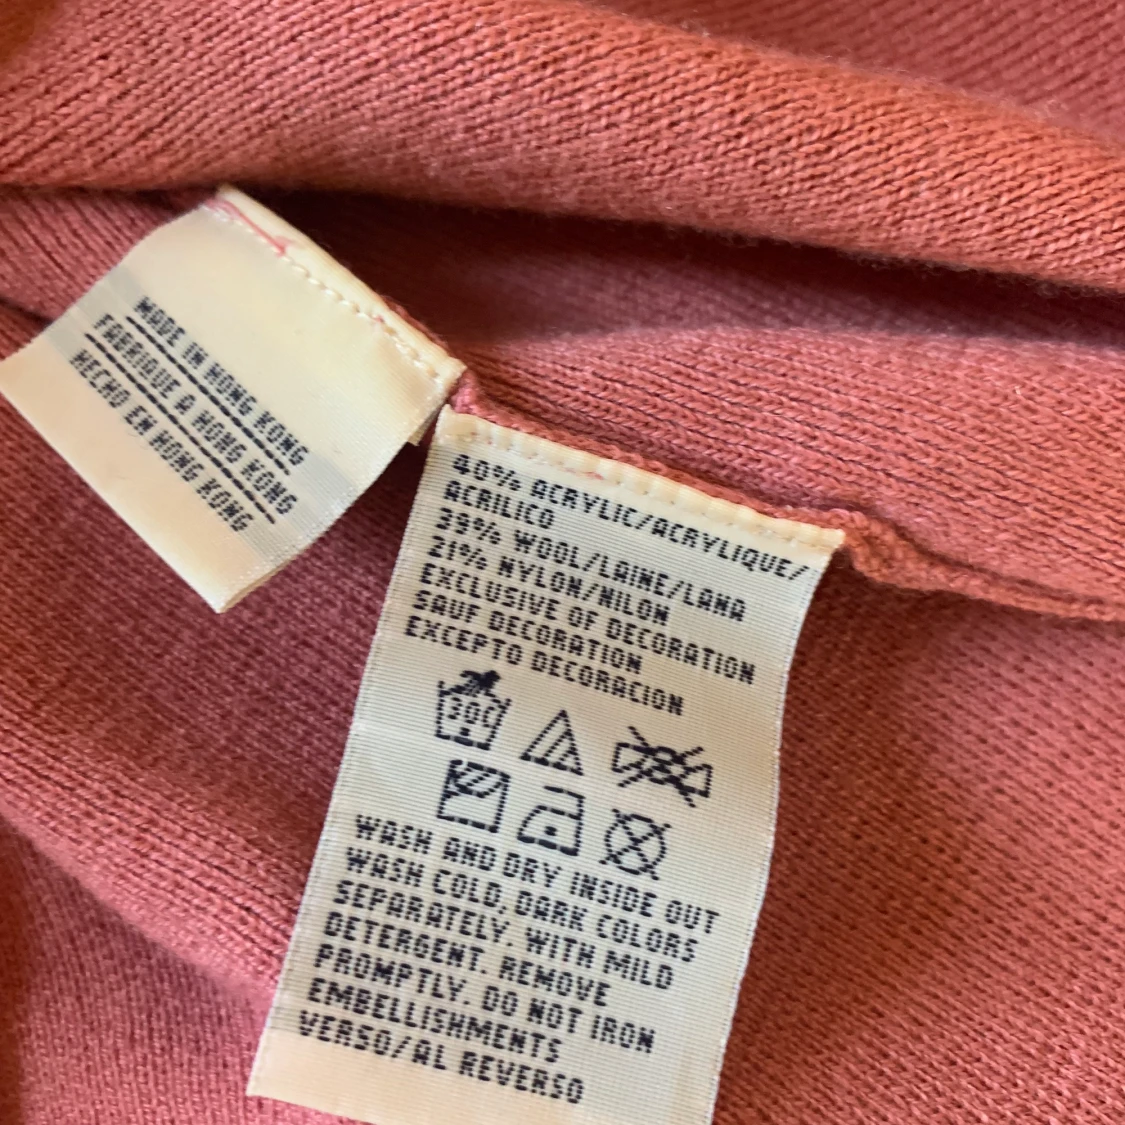 MADE IN HONG KONG
FABRIQUE A HONG KONG
HECHO EN HONG KONG
40% ACRYLIC/ACRYLIQUE/
ACRILICO
39% WOOL/LAINE/LANA
21% NYLON/NILON
EXCLUSIVE OF DECORATION
SAUF DECORATION
EXCEPTO DECORACION
30C
WASH AND DRY INSIDE OUT
WASH COLD, DARK COLORS
SEPARATELY. WITH MILD
DETERGENT. REMOVE
PROMPTLY. DO NOT IRON
EMBELLISHMENTS
VERSO/AL REVERSO